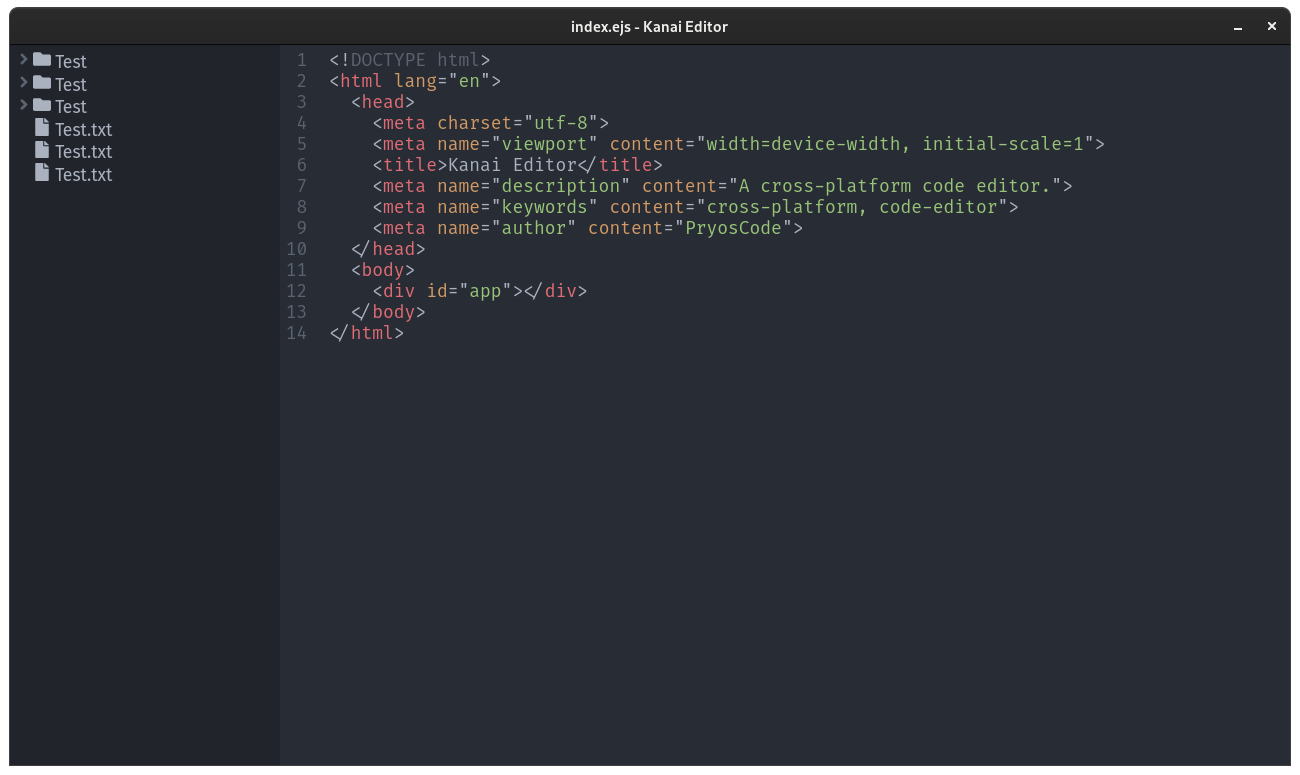 index.ejs - Kanai Editor
Test
Test
Test
Test.txt
Test.txt
Test.txt
1 <!DOCTYPE html>
2 <html lang="en">
3   <head>
4     <meta charset="utf-8">
5     <meta name="viewport" content="width=device-width, initial-scale=1">
6     <title>Kanai Editor</title>
7     <meta name="description" content="A cross-platform code editor.">
8     <meta name="keywords" content="cross-platform, code-editor">
9     <meta name="author" content="PryosCode">
10   </head>
11   <body>
12     <div id="app"></div>
13   </body>
14 </html>